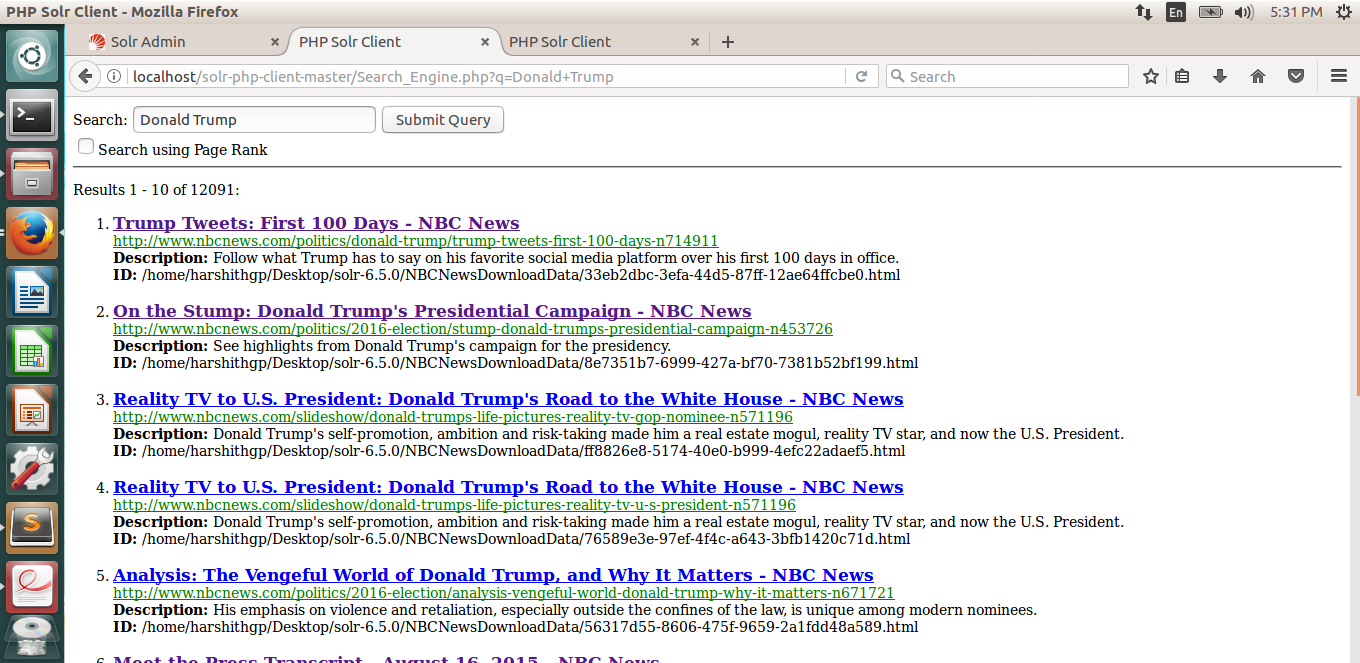 PHP Solr Client - Mozilla Firefox
En
5:31 PM
Solr Admin
PHP Solr Client
PHP Solr Client
localhost/solr-php-client-master/Search_Engine.php?q=Donald+Trump
Search
Search: Donald Trump Submit Query
Search using Page Rank
Results 1 - 10 of 12091:
1. Trump Tweets: First 100 Days - NBC News
http://www.nbcnews.com/politics/donald-trump/trump-tweets-first-100-days-n714911
Description: Follow what Trump has to say on his favorite social media platform over his first 100 days in office.
ID: /home/harshithgp/Desktop/solr-6.5.0/NBCNewsDownloadData/33eb2dbc-3efa-44d5-87ff-12ae64ffcbe0.html
2. On the Stump: Donald Trump's Presidential Campaign - NBC News
http://www.nbcnews.com/politics/2016-election/stump-donald-trumps-presidential-campaign-n453726
Description: See highlights from Donald Trump's campaign for the presidency.
ID: /home/harshithgp/Desktop/solr-6.5.0/NBCNewsDownloadData/8e7351b7-6999-427a-bf70-7381b52bf199.html
3. Reality TV to U.S. President: Donald Trump's Road to the White House - NBC News
http://www.nbcnews.com/slideshow/donald-trumps-life-pictures-reality-tv-gop-nominee-n571196
Description: Donald Trump's self-promotion, ambition and risk-taking made him a real estate mogul, reality TV star, and now the U.S. President.
ID: /home/harshithgp/Desktop/solr-6.5.0/NBCNewsDownloadData/ff8826e8-5174-40e0-b999-4efc22adaef5.html
4. Reality TV to U.S. President: Donald Trump's Road to the White House - NBC News
http://www.nbcnews.com/slideshow/donald-trumps-life-pictures-reality-tv-u-s-president-n571196
Description: Donald Trump's self-promotion, ambition and risk-taking made him a real estate mogul, reality TV star, and now the U.S. President.
ID: /home/harshithgp/Desktop/solr-6.5.0/NBCNewsDownloadData/76589e3e-97ef-4f4c-a643-3bfb1420c71d.html
5. Analysis: The Vengeful World of Donald Trump, and Why It Matters - NBC News
http://www.nbcnews.com/politics/2016-election/analysis-vengeful-world-donald-trump-why-it-matters-n671721
Description: His emphasis on violence and retaliation, especially outside the confines of the law, is unique among modern nominees.
ID: /home/harshithgp/Desktop/solr-6.5.0/NBCNewsDownloadData/56317d55-8606-475f-9659-2a1fdd48a589.html
6. Meet the Press Transcript - August 16, 2015 - NBC News